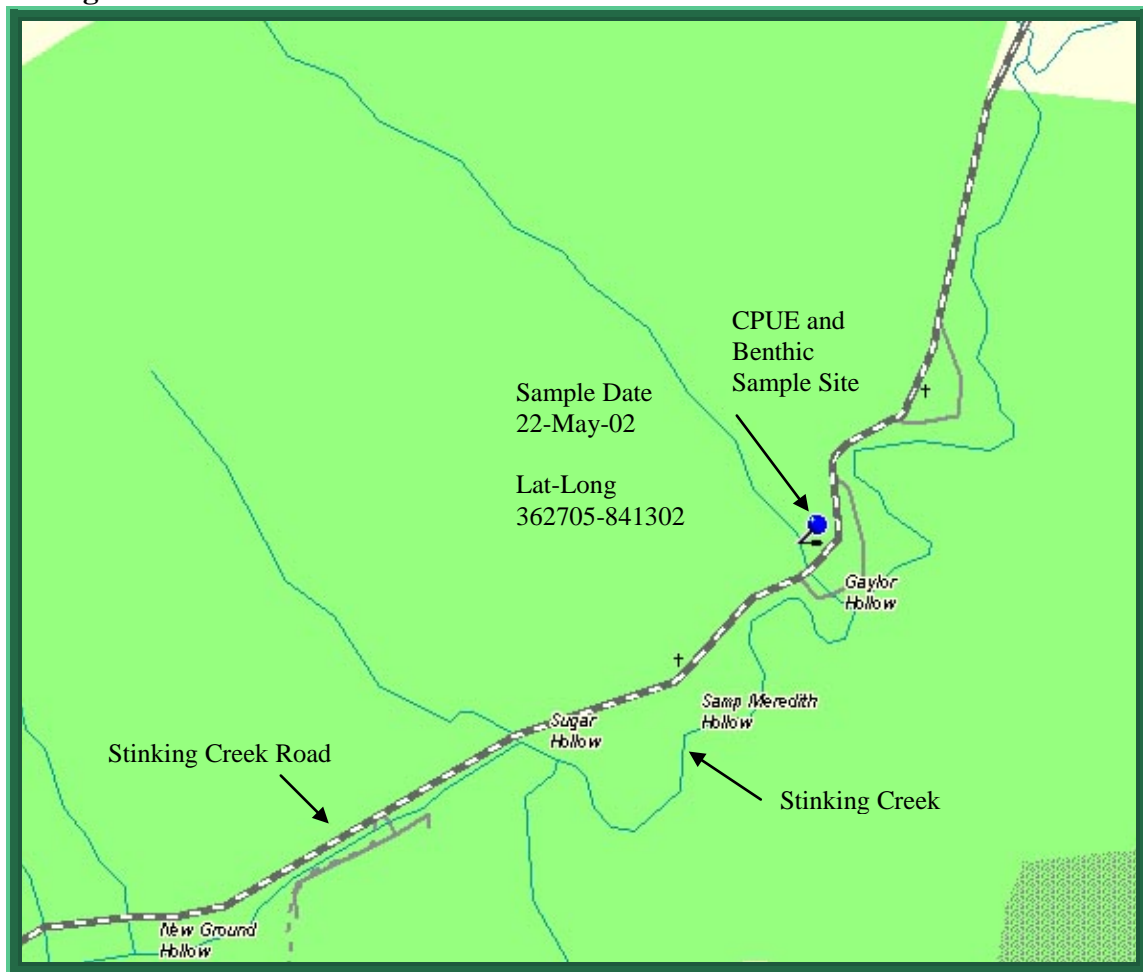 CPUE and
Benthic
Sample Site
Sample Date
22-May-02
Lat-Long
362705-841302
Gaylor
Hollow
Samp Meredith
Hollow
Sugar
Hollow
Stinking Creek Road
Stinking Creek
New Ground
Hollow